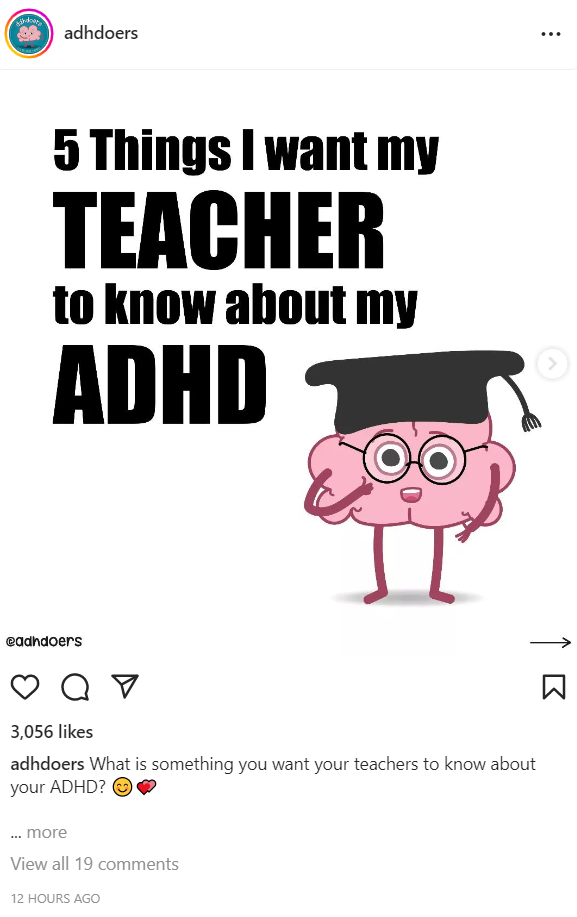 adhdoers
5 Things I want my
TEACHER
to know about my
ADHD
@adhdoers
3,056 likes
adhdoers What is something you want your teachers to know about
your ADHD? 😊💕
... more
View all 19 comments
12 HOURS AGO